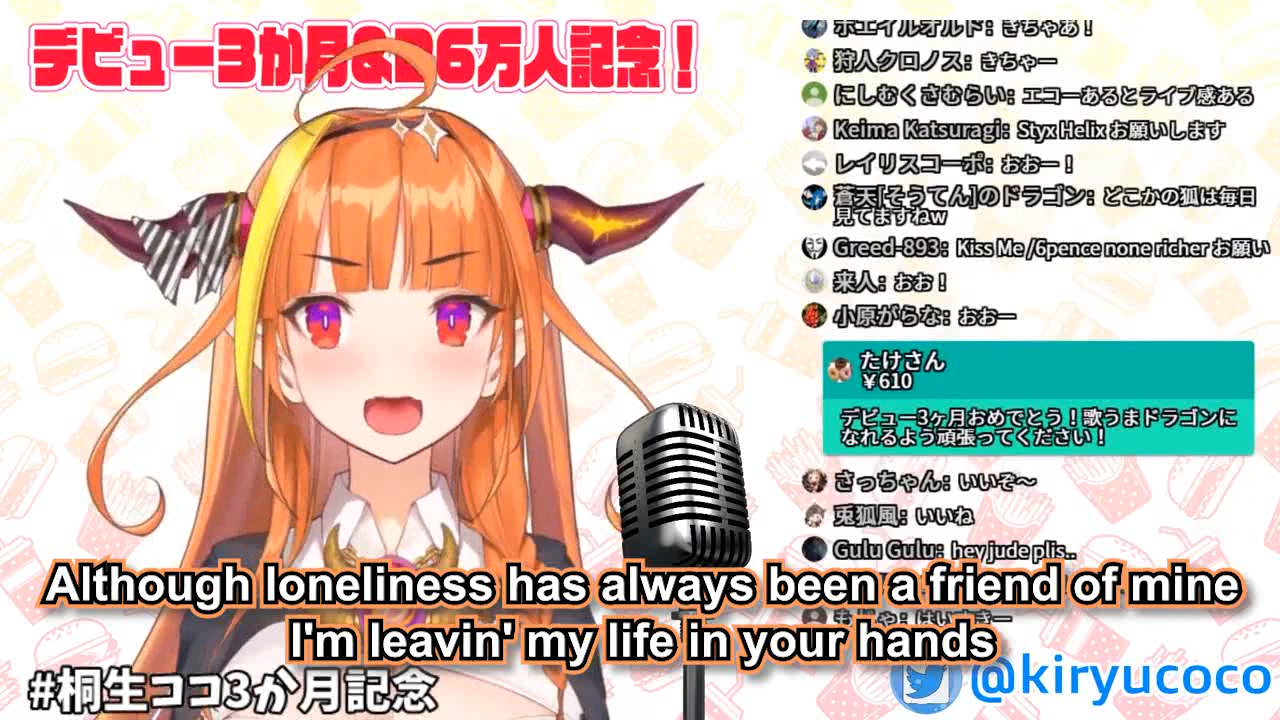 デビュー3か月&26万人記念！
ホエイルオルド: きちゃあ！
狩人クロノス: きちゃー
にしむくさむらい: エコーあるとライブ感ある
Keima Katsuragi: Styx Helix お願いします
レイリスコーポ: おおー！
蒼天[そうてん]のドラゴン: どこかの狐は毎日
見てますねw
Greed-893: Kiss Me /6pence none richer お願い
来人: おお！
小原がらな: おおー
たけさん
￥610
デビュー3ヶ月おめでとう！歌うまドラゴンに
なれるよう頑張ってください！
さっちゃん: いいぞ～
兎狐風: いいね
Gulu Gulu: hey jude plis..
Although loneliness has always been a friend of mine
I'm leavin' my life in your hands
#桐生ココ3か月記念
@kiryucoco